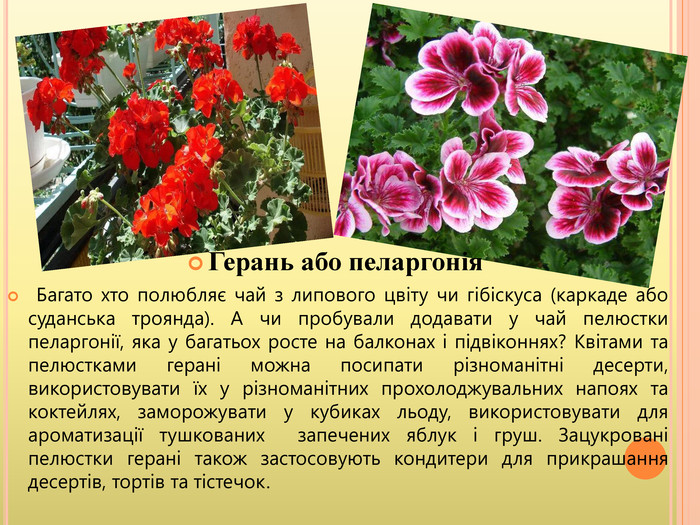 Герань або пеларгонія
Багато хто полюбляє чай з липового цвіту чи гібіскуса (каркаде або
суданська троянда). А чи пробували додавати у чай пелюстки
пеларгонії, яка у багатьох росте на балконах і підвіконнях? Квітами та
пелюстками герані можна посипати різноманітні десерти,
використовувати їх у різноманітних прохолоджувальних напоях та
коктейлях, заморожувати у кубиках льоду, використовувати для
ароматизації тушкованих запечених яблук і груш. Зацукровані
пелюстки герані також застосовують кондитери для прикрашання
десертів, тортів та тістечок.